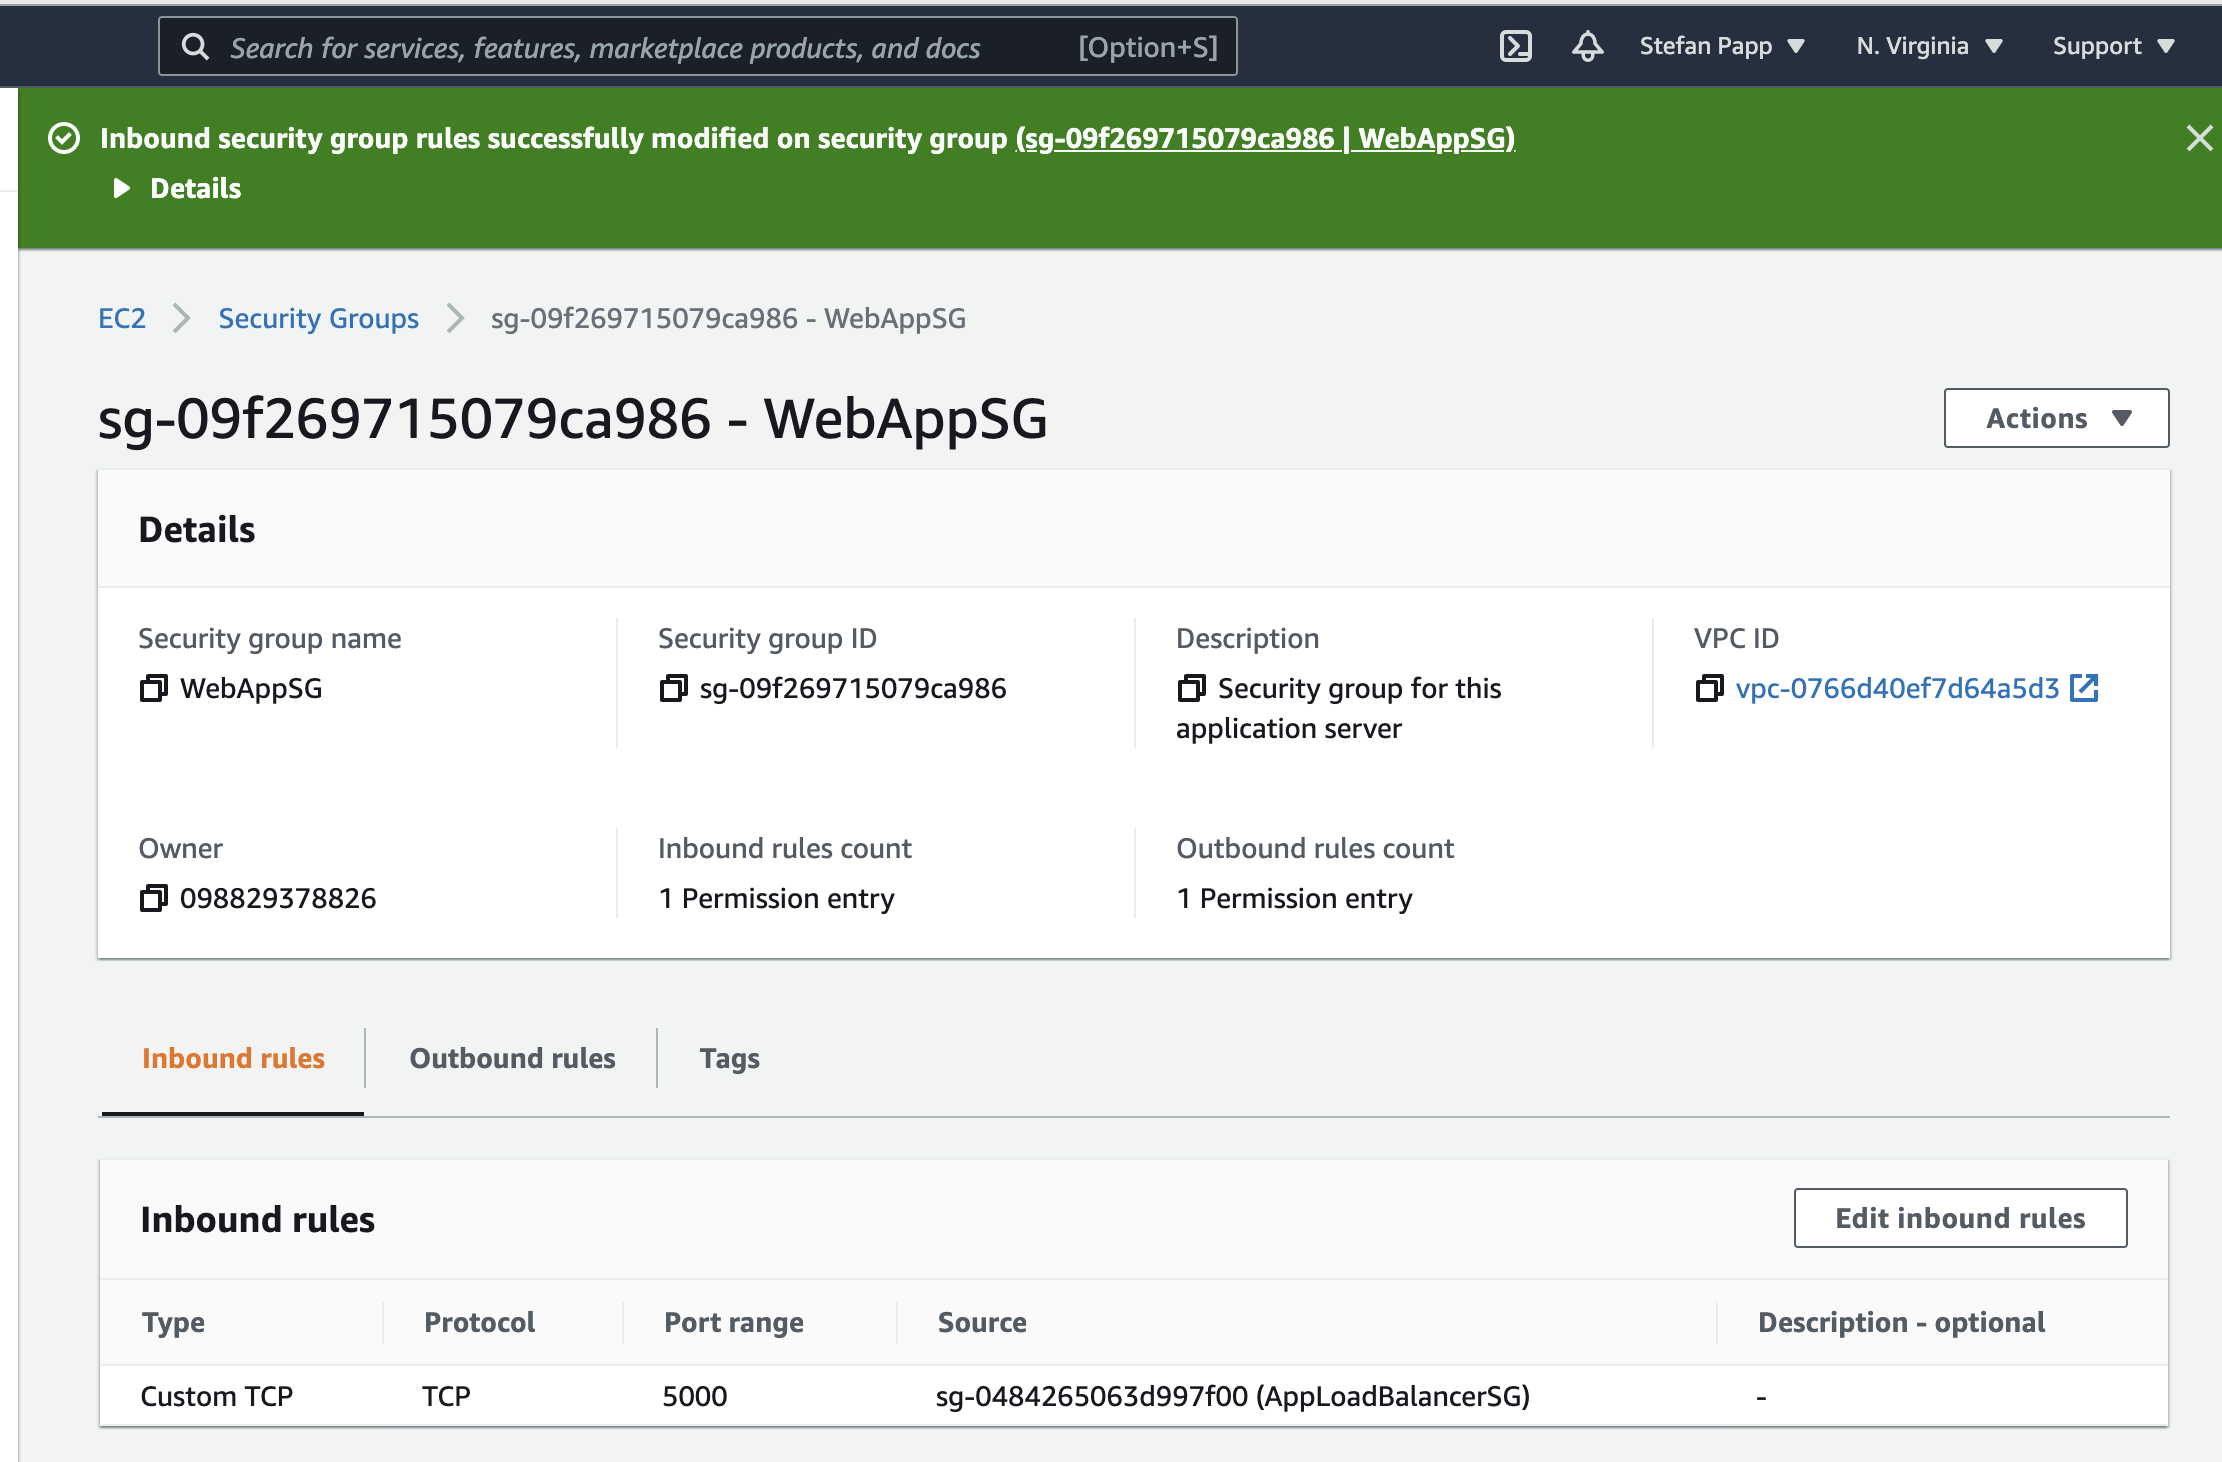 Search for services, features, marketplace products, and docs [Option+S] Stefan Papp N. Virginia Support
Inbound security group rules successfully modified on security group (sg-09f269715079ca986 | WebAppSG)
Details
EC2 Security Groups sg-09f269715079ca986 - WebAppSG
sg-09f269715079ca986 - WebAppSG Actions
Details
Security group name Security group ID Description VPC ID
WebAppSG sg-09f269715079ca986 Security group for this vpc-0766d40ef7d64a5d3
application server
Owner Inbound rules count Outbound rules count
098829378826 1 Permission entry 1 Permission entry
Inbound rules Outbound rules Tags
Inbound rules Edit inbound rules
Type Protocol Port range Source Description - optional
Custom TCP TCP 5000 sg-0484265063d997f00 (AppLoadBalancerSG) -